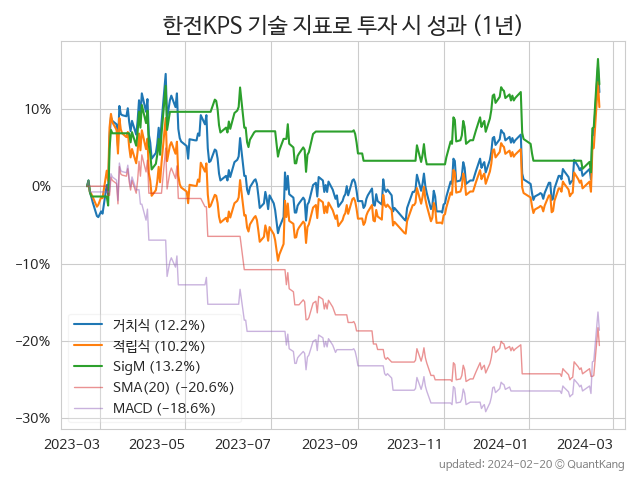 한전KPS 기술 지표로 투자 시 성과 (1년)
10%
0%
−10%
−20%
−30%
거치식 (12.2%)
적립식 (10.2%)
SigM (13.2%)
SMA(20) (−20.6%)
MACD (−18.6%)
2023-03 2023-05 2023-07 2023-09 2023-11 2024-01 2024-03
updated: 2024-02-20 ⓒ QuantKang